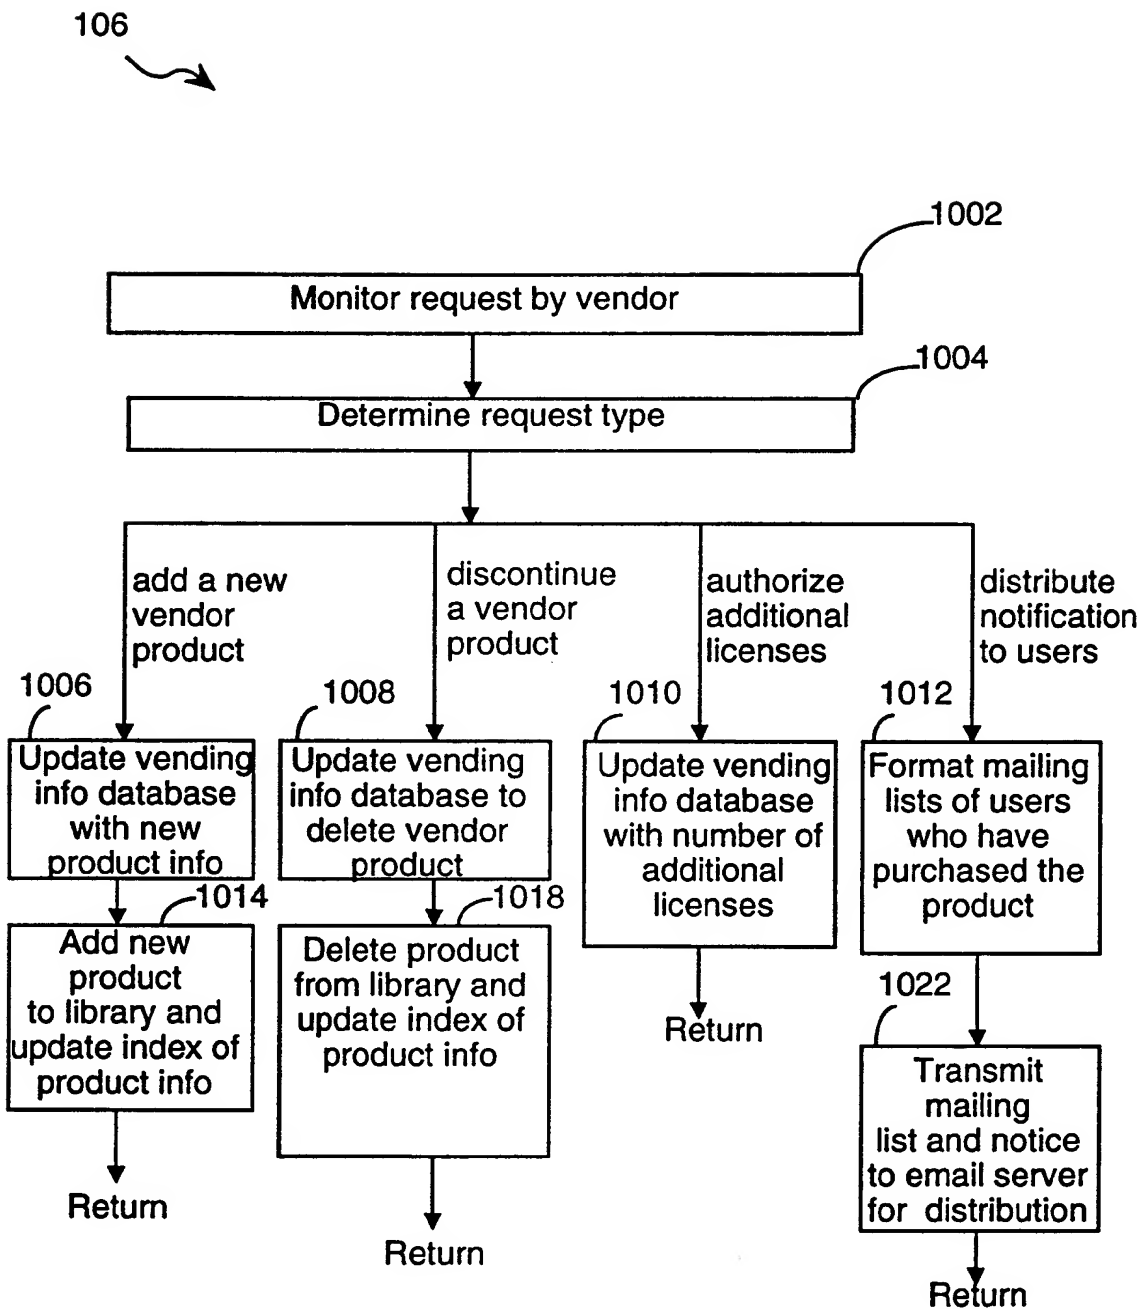 106
1002
Monitor request by vendor
1004
Determine request type
add a new
vendor
product
discontinue
a vendor
product
authorize
additional
licenses
distribute
notification
to users
1006
Update vending
info database
with new
product info
1008
Update vending
info database to
delete vendor
product
1010
Update vending
info database
with number of
additional
licenses
1012
Format mailing
lists of users
who have
purchased the
product
1014
Add new
product
to library and
update index of
product info
Return
1018
Delete product
from library and
update index of
product info
Return
Return
1022
Transmit
mailing
list and notice
to email server
for distribution
Return